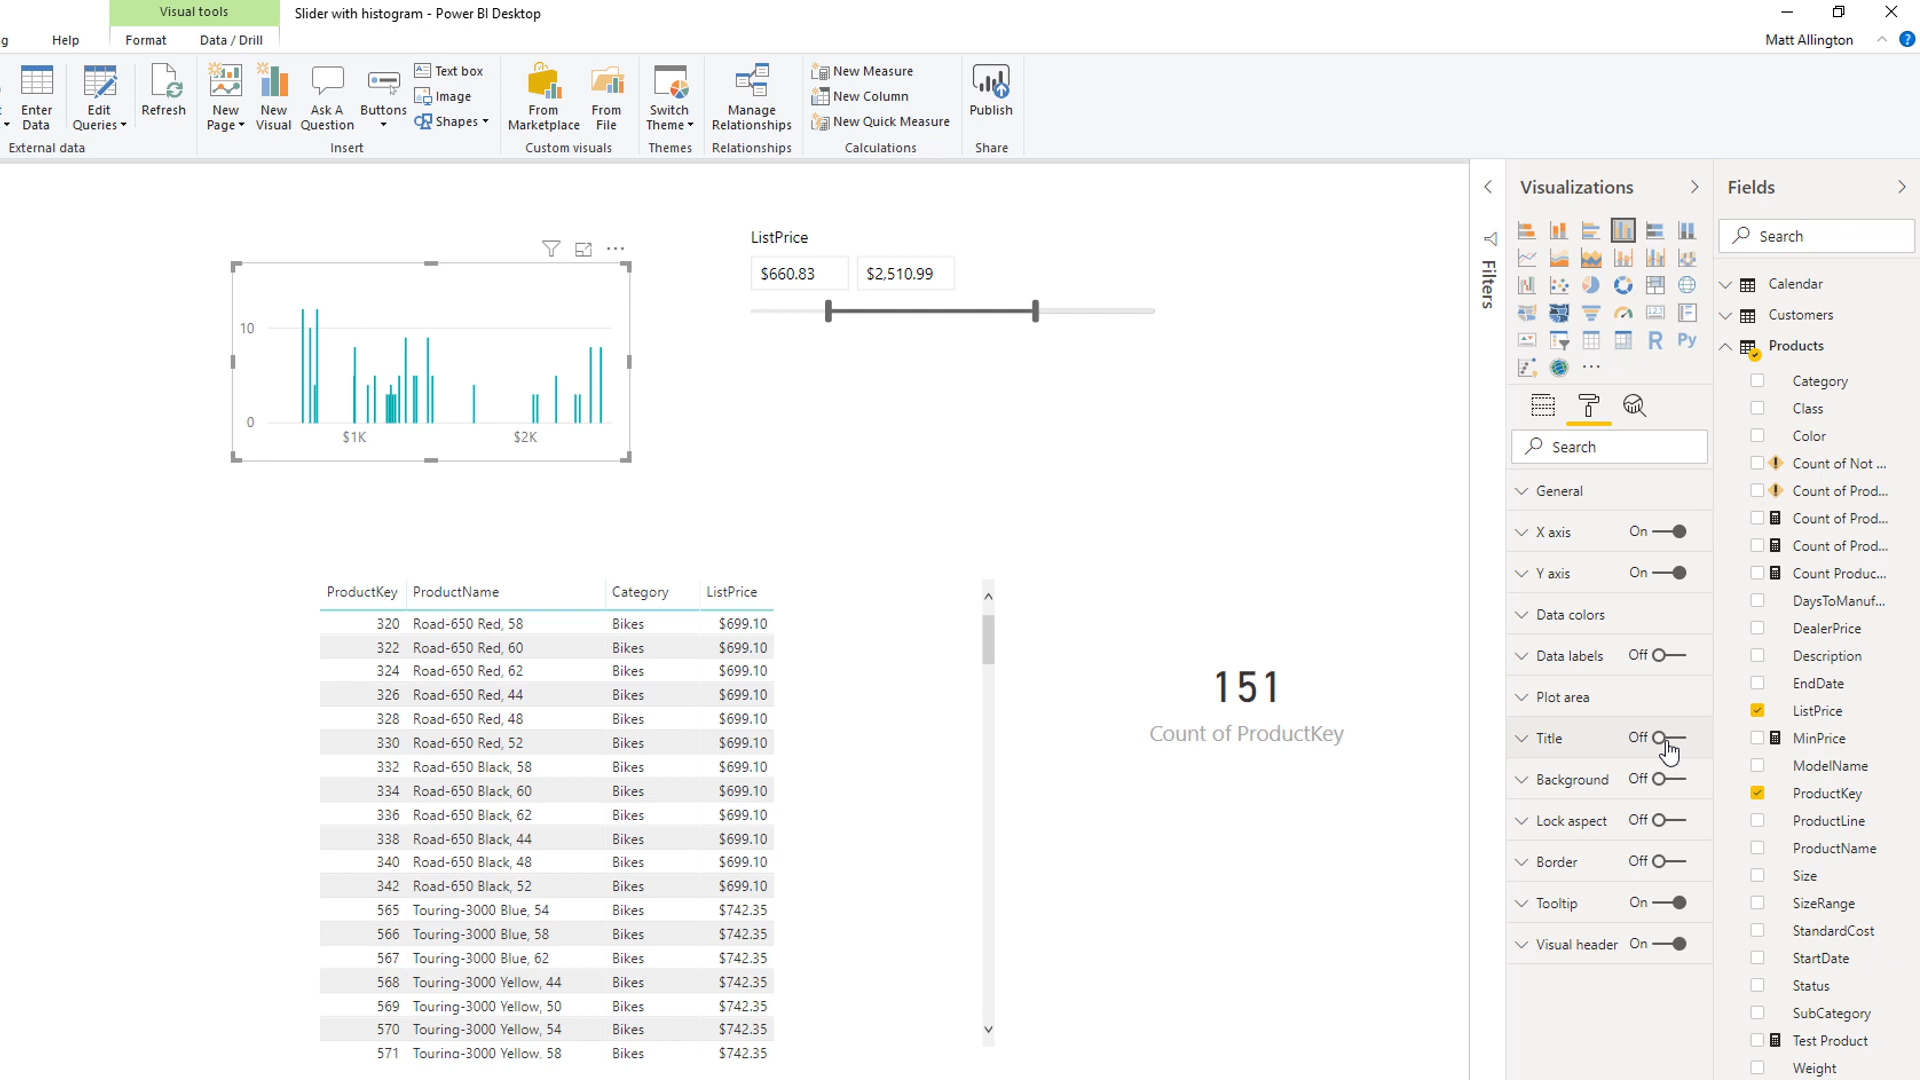 Visual tools
Slider with histogram - Power BI Desktop
g
Help
Format
Data / Drill
Matt Allington
?
Enter Data
Edit Queries
Refresh
New Page
New Visual
Ask A Question
Buttons
Text box
Image
Shapes
From Marketplace
From File
Switch Theme
Manage Relationships
New Measure
New Column
New Quick Measure
Publish
External data
Insert
Custom visuals
Themes
Relationships
Calculations
Share
10
0
$1K
$2K
ListPrice
$660.83
$2,510.99
ProductKey ProductName Category ListPrice
320 Road-650 Red, 58 Bikes $699.10
322 Road-650 Red, 60 Bikes $699.10
324 Road-650 Red, 62 Bikes $699.10
326 Road-650 Red, 44 Bikes $699.10
328 Road-650 Red, 48 Bikes $699.10
330 Road-650 Red, 52 Bikes $699.10
332 Road-650 Black, 58 Bikes $699.10
334 Road-650 Black, 60 Bikes $699.10
336 Road-650 Black, 62 Bikes $699.10
338 Road-650 Black, 44 Bikes $699.10
340 Road-650 Black, 48 Bikes $699.10
342 Road-650 Black, 52 Bikes $699.10
565 Touring-3000 Blue, 54 Bikes $742.35
566 Touring-3000 Blue, 58 Bikes $742.35
567 Touring-3000 Blue, 62 Bikes $742.35
568 Touring-3000 Yellow, 44 Bikes $742.35
569 Touring-3000 Yellow, 50 Bikes $742.35
570 Touring-3000 Yellow, 54 Bikes $742.35
571 Touring-3000 Yellow, 58 Bikes $742.35
151
Count of ProductKey
Filters
Visualizations
R
Py
Search
General
X axis On
Y axis On
Data colors
Data labels Off
Plot area
Title Off
Background Off
Lock aspect Off
Border Off
Tooltip On
Visual header On
Fields
Search
Calendar
Customers
Products
Category
Class
Color
Count of Not ...
Count of Prod...
Count of Prod...
Count of Prod...
Count Produc...
DaysToManuf...
DealerPrice
Description
EndDate
ListPrice
MinPrice
ModelName
ProductKey
ProductLine
ProductName
Size
SizeRange
StandardCost
StartDate
Status
SubCategory
Test Product
Weight